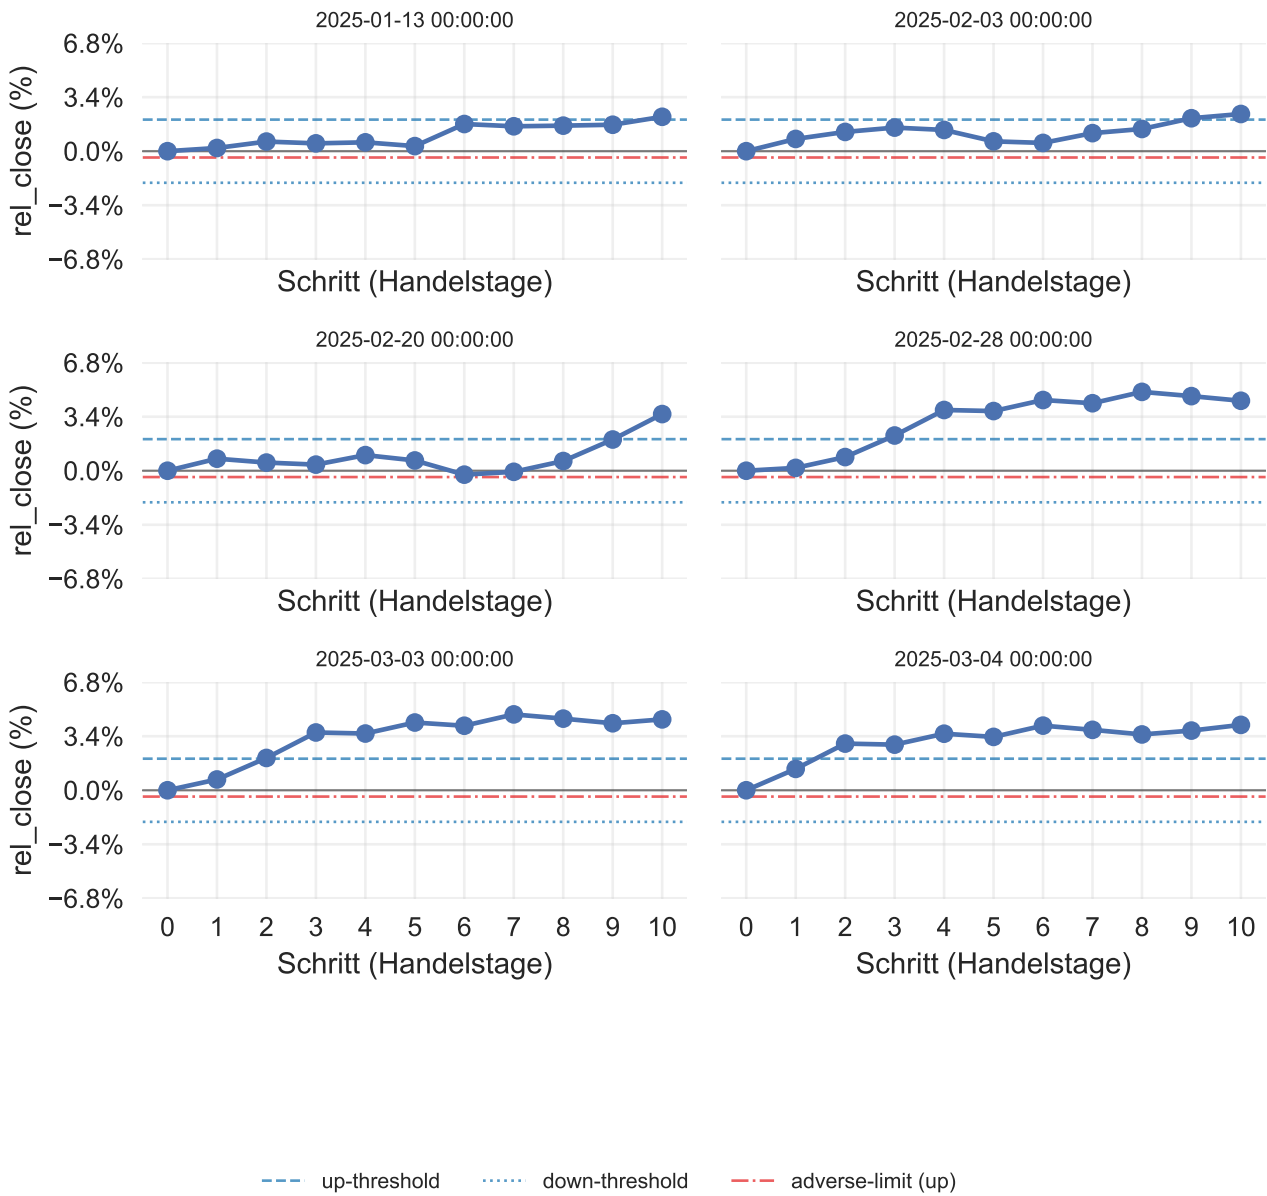 2025-01-13 00:00:00
2025-02-03 00:00:00
6.8%
3.4%
0.0%
−3.4%
−6.8%
rel_close (%)
Schritt (Handelstage)
Schritt (Handelstage)
2025-02-20 00:00:00
2025-02-28 00:00:00
6.8%
3.4%
0.0%
−3.4%
−6.8%
rel_close (%)
Schritt (Handelstage)
Schritt (Handelstage)
2025-03-03 00:00:00
2025-03-04 00:00:00
6.8%
3.4%
0.0%
−3.4%
−6.8%
rel_close (%)
0 1 2 3 4 5 6 7 8 9 10
0 1 2 3 4 5 6 7 8 9 10
Schritt (Handelstage)
Schritt (Handelstage)
up-threshold
down-threshold
adverse-limit (up)